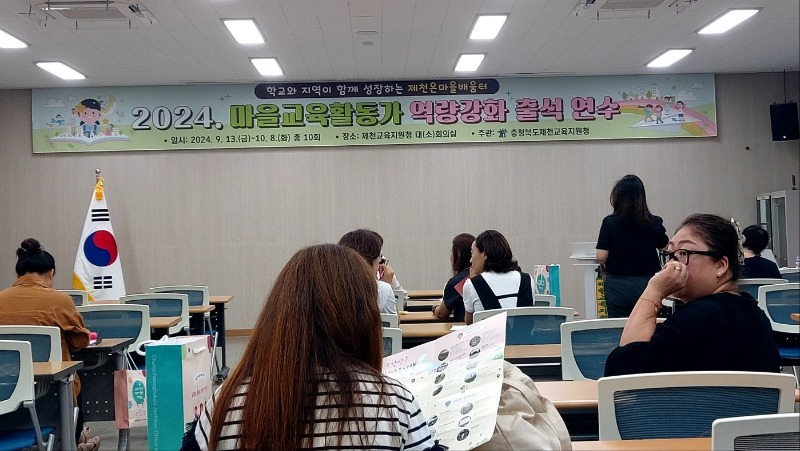 학교와 지역이 함께 성장하는 제천온마을배움터
2024. 마을교육활동가 역량강화 출석 연수
• 일시: 2024. 9. 13.(금)~10. 8.(화) 총 10회 • 장소: 제천교육지원청 대(소)회의실 • 주관: 충청북도제천교육지원청